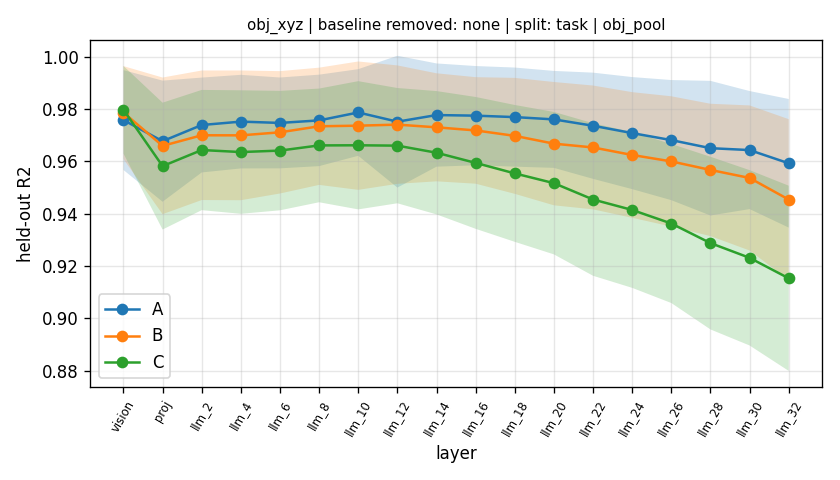 obj_xyz | baseline removed: none | split: task | obj_pool
held-out R2
1.00
0.98
0.96
0.94
0.92
0.90
0.88
A
B
C
vision
proj
llm_2
llm_4
llm_6
llm_8
llm_10
llm_12
llm_14
llm_16
llm_18
llm_20
llm_22
llm_24
llm_26
llm_28
llm_30
llm_32
layer